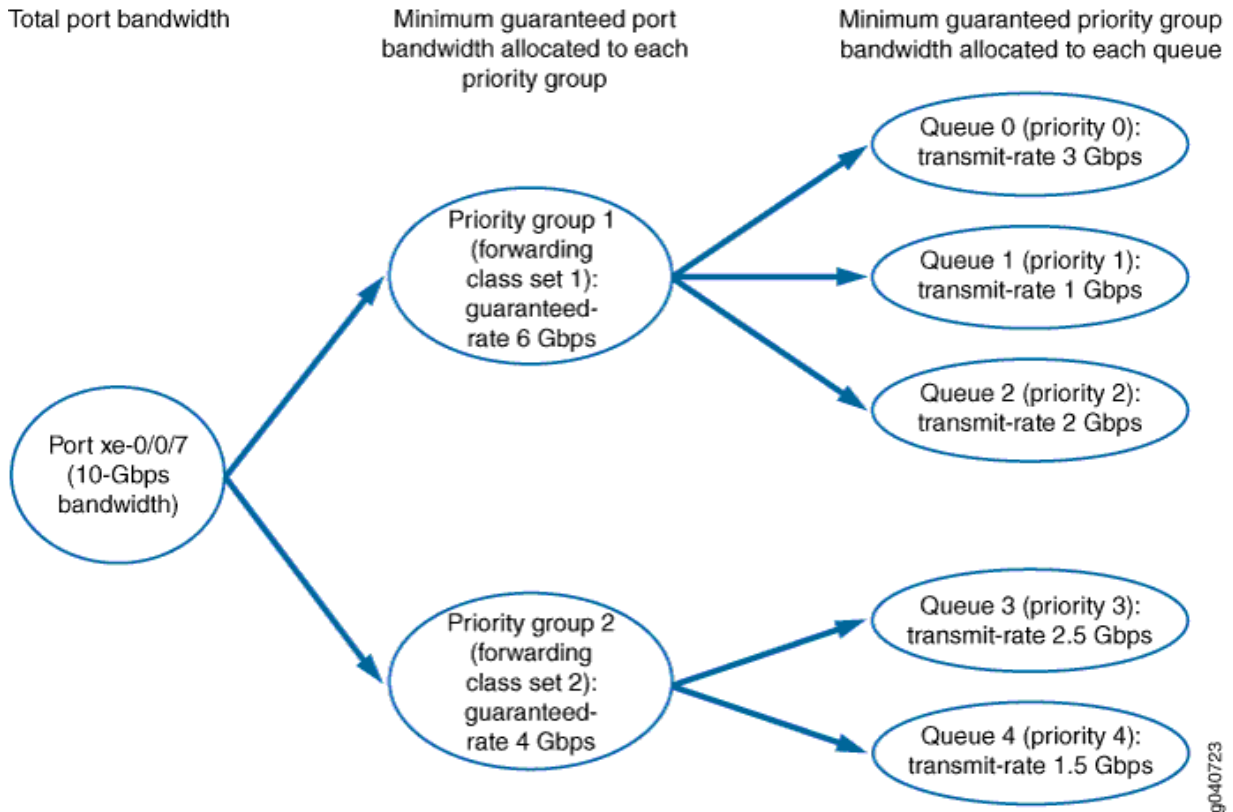 Total port bandwidth
Minimum guaranteed port
bandwidth allocated to each
priority group
Minimum guaranteed priority group
bandwidth allocated to each queue
Port xe-0/0/7
(10-Gbps
bandwidth)
Priority group 1
(forwarding
class set 1):
guaranteed-
rate 6 Gbps
Queue 0 (priority 0):
transmit-rate 3 Gbps
Queue 1 (priority 1):
transmit-rate 1 Gbps
Queue 2 (priority 2):
transmit-rate 2 Gbps
Priority group 2
(forwarding
class set 2):
guaranteed-
rate 4 Gbps
Queue 3 (priority 3):
transmit-rate 2.5 Gbps
Queue 4 (priority 4):
transmit-rate 1.5 Gbps
g040723